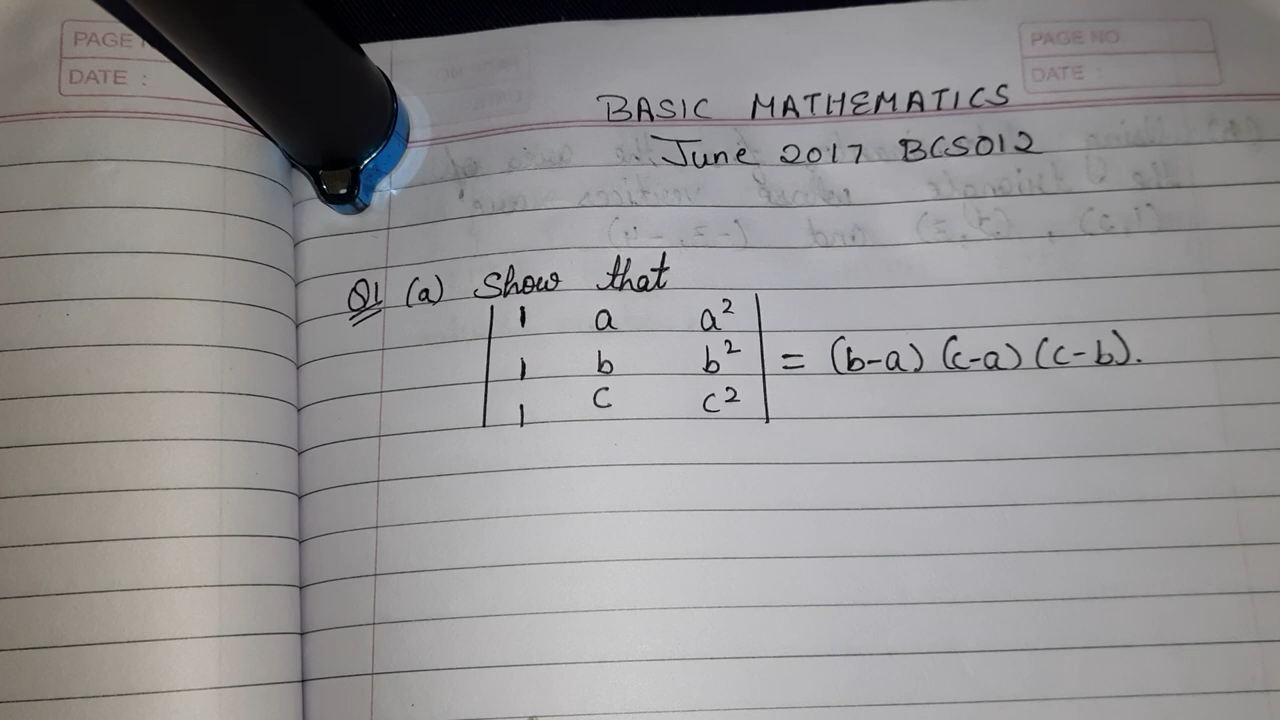 PAGE
DATE :
PAGE NO
DATE
BASIC MATHEMATICS
June 2017 BCS012
Q1 (a) Show that
| 1 a a² |
| 1 b b² | = (b-a) (c-a) (c-b).
| 1 c c² |